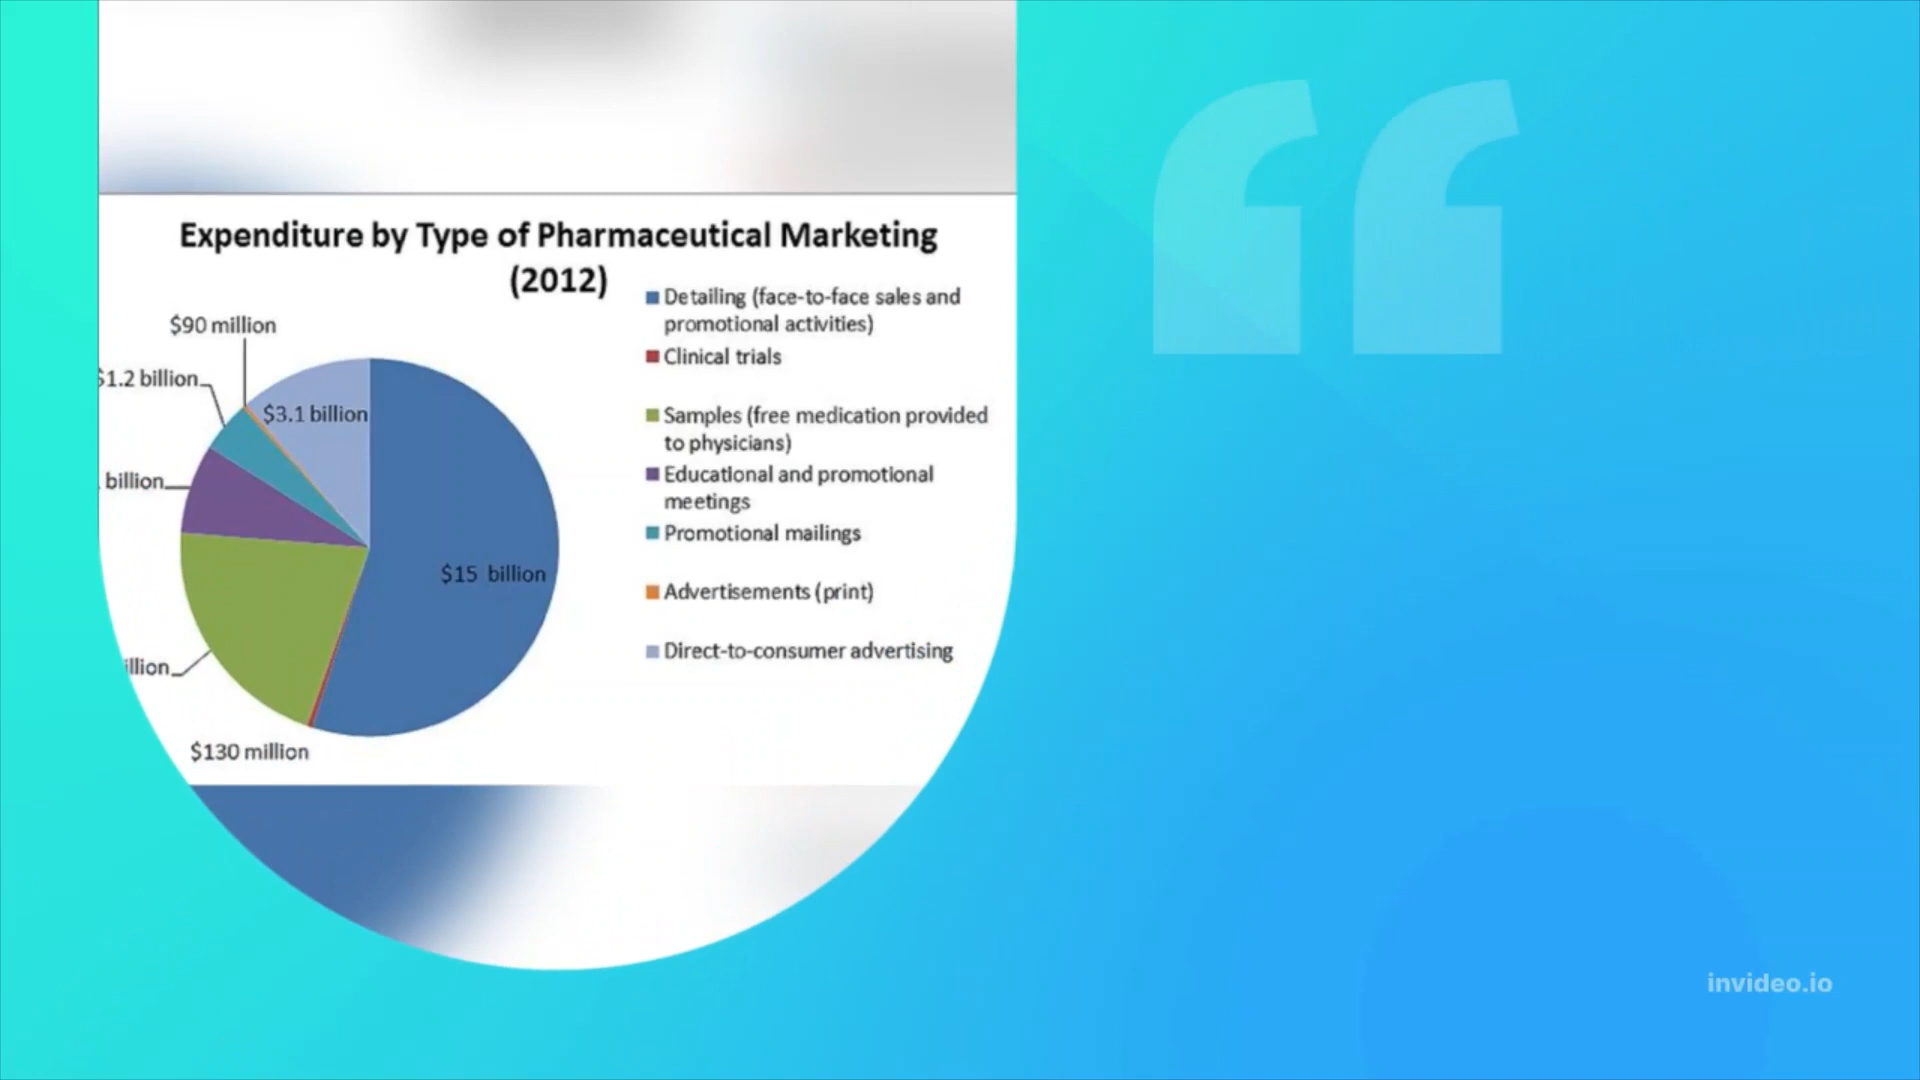 Expenditure by Type of Pharmaceutical Marketing
(2012)
Detailing (face-to-face sales and
promotional activities)
Clinical trials
Samples (free medication provided
to physicians)
Educational and promotional
meetings
Promotional mailings
Advertisements (print)
Direct-to-consumer advertising
$90 million
$1.2 billion
$3.1 billion
billion
$15 billion
$130 million
invideo.io